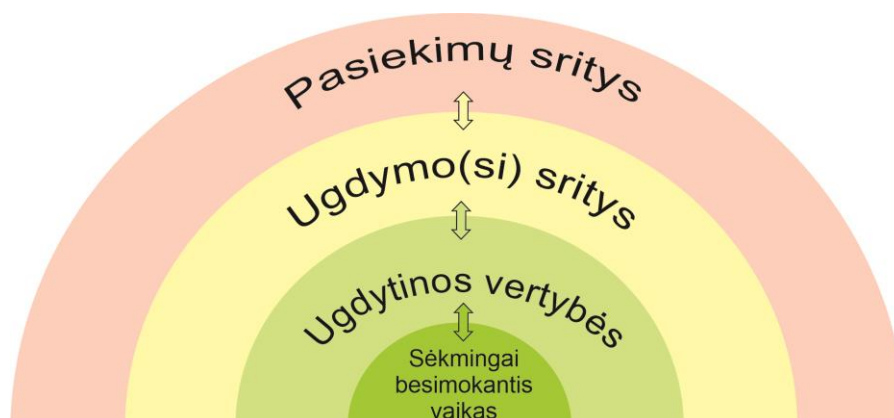 Pasiekimų sritys
Ugdymo(si) sritys
Ugdytinos vertybės
Sėkmingai
besimokantis
vaikas